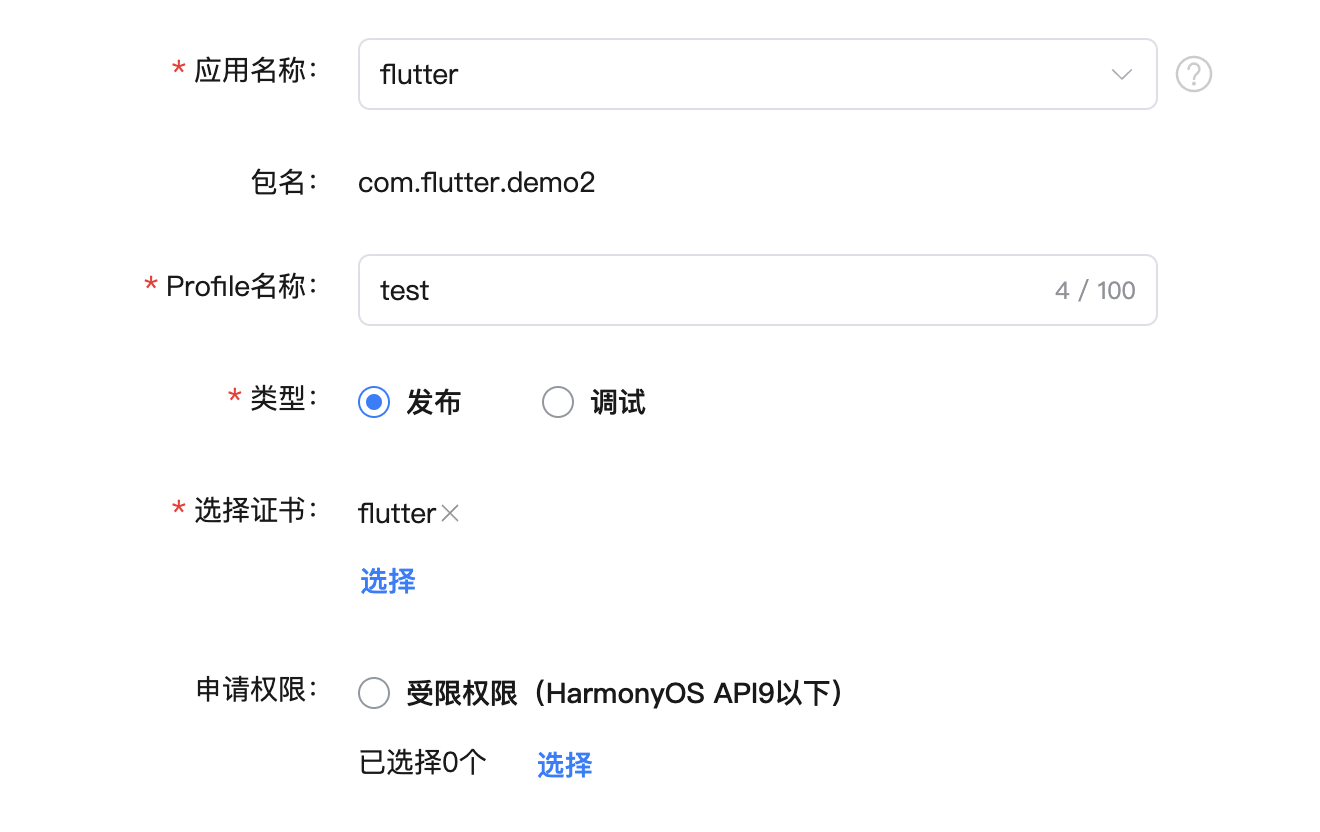 * 应用名称： flutter ?
包名： com.flutter.demo2
* Profile名称： test 4 / 100
* 类型： 发布 调试
* 选择证书： flutter×
选择
申请权限： 受限权限（HarmonyOS API9以下）
已选择0个 选择